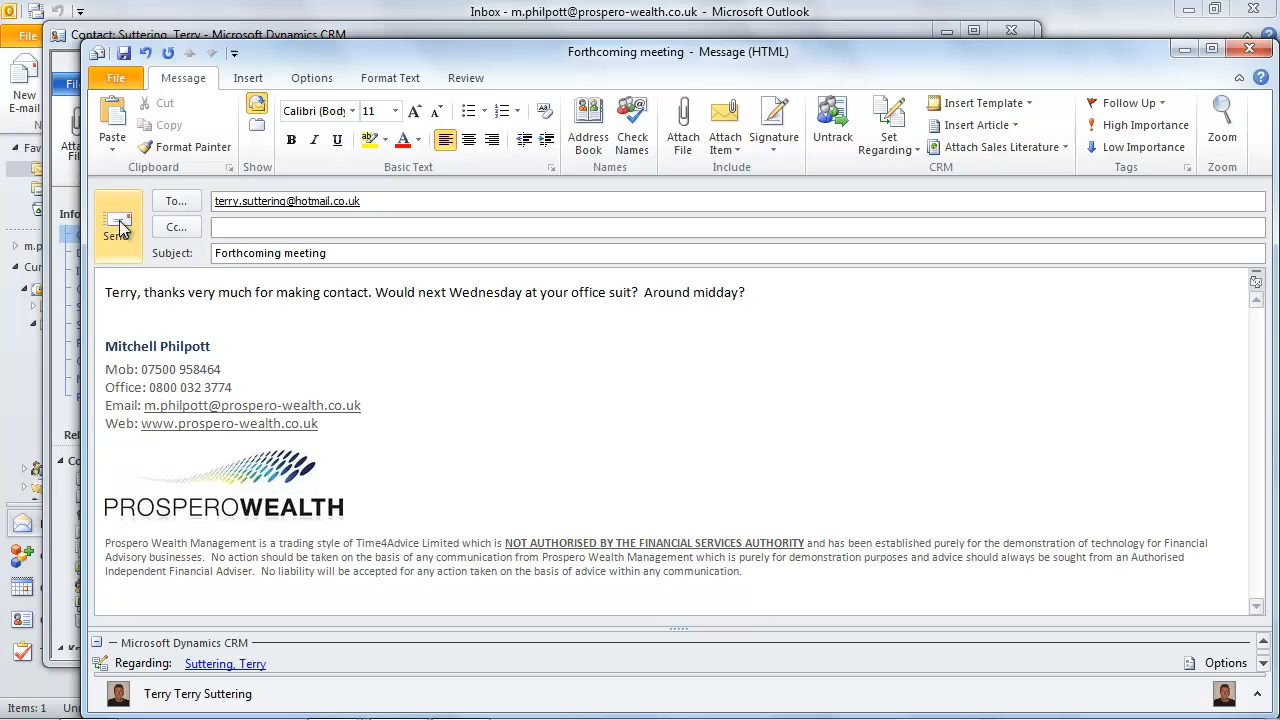 Inbox - m.philpott@prospero-wealth.co.uk - Microsoft Outlook
File
Contact: Suttering, Terry - Microsoft Dynamics CRM
Forthcoming meeting - Message (HTML)
File Message Insert Options Format Text Review
New
E-mail
Paste
Cut
Copy
Format Painter
Calibri (Body 11
Address
Book
Check
Names
Attach
File
Attach
Item
Signature
Untrack
Set
Regarding
Insert Template
Insert Article
Attach Sales Literature
Follow Up
High Importance
Low Importance
Zoom
Clipboard Show Basic Text Names Include CRM Tags Zoom
To... terry.suttering@hotmail.co.uk
Cc...
Send
Subject: Forthcoming meeting
Terry, thanks very much for making contact. Would next Wednesday at your office suit? Around midday?
Mitchell Philpott
Mob: 07500 958464
Office: 0800 032 3774
Email: m.philpott@prospero-wealth.co.uk
Web: www.prospero-wealth.co.uk
PROSPEROWEALTH
Prospero Wealth Management is a trading style of Time4Advice Limited which is NOT AUTHORISED BY THE FINANCIAL SERVICES AUTHORITY and has been established purely for the demonstration of technology for Financial
Advisory businesses. No action should be taken on the basis of any communication from Prospero Wealth Management which is purely for demonstration purposes and advice should always be sought from an Authorised
Independent Financial Adviser. No liability will be accepted for any action taken on the basis of advice within any communication.
Microsoft Dynamics CRM
Regarding: Suttering, Terry
Options
Terry Terry Suttering
Items: 1